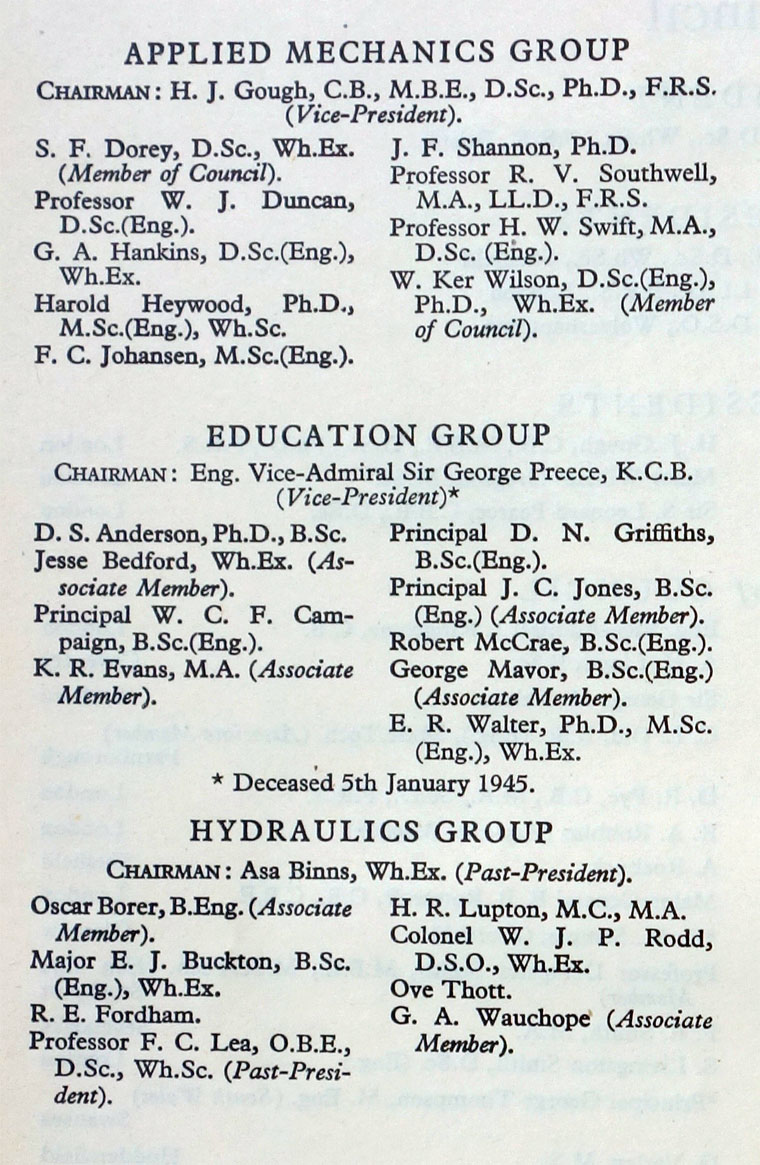 APPLIED MECHANICS GROUP
CHAIRMAN: H. J. Gough, C.B., M.B.E., D.Sc., Ph.D., F.R.S.
(Vice-President).
S. F. Dorey, D.Sc., Wh.Ex.
(Member of Council).
Professor W. J. Duncan,
D.Sc.(Eng.).
G. A. Hankins, D.Sc.(Eng.),
Wh.Ex.
Harold Heywood, Ph.D.,
M.Sc.(Eng.), Wh.Sc.
F. C. Johansen, M.Sc.(Eng.).
J. F. Shannon, Ph.D.
Professor R. V. Southwell,
M.A., LL.D., F.R.S.
Professor H. W. Swift, M.A.,
D.Sc. (Eng.).
W. Ker Wilson, D.Sc.(Eng.),
Ph.D., Wh.Ex. (Member
of Council).
EDUCATION GROUP
CHAIRMAN: Eng. Vice-Admiral Sir George Preece, K.C.B.
(Vice-President)*
D. S. Anderson, Ph.D., B.Sc.
Jesse Bedford, Wh.Ex. (As-
sociate Member).
Principal W. C. F. Cam-
paign, B.Sc.(Eng.).
K. R. Evans, M.A. (Associate
Member).
Principal D. N. Griffiths,
B.Sc.(Eng.).
Principal J. C. Jones, B.Sc.
(Eng.) (Associate Member).
Robert McCrae, B.Sc.(Eng.).
George Mavor, B.Sc.(Eng.)
(Associate Member).
E. R. Walter, Ph.D., M.Sc.
(Eng.), Wh.Ex.
* Deceased 5th January 1945.
HYDRAULICS GROUP
CHAIRMAN: Asa Binns, Wh.Ex. (Past-President).
Oscar Borer, B.Eng. (Associate
Member).
Major E. J. Buckton, B.Sc.
(Eng.), Wh.Ex.
R. E. Fordham.
Professor F. C. Lea, O.B.E.,
D.Sc., Wh.Sc. (Past-Presi-
dent).
H. R. Lupton, M.C., M.A.
Colonel W. J. P. Rodd,
D.S.O., Wh.Ex.
Ove Thott.
G. A. Wauchope (Associate
Member).